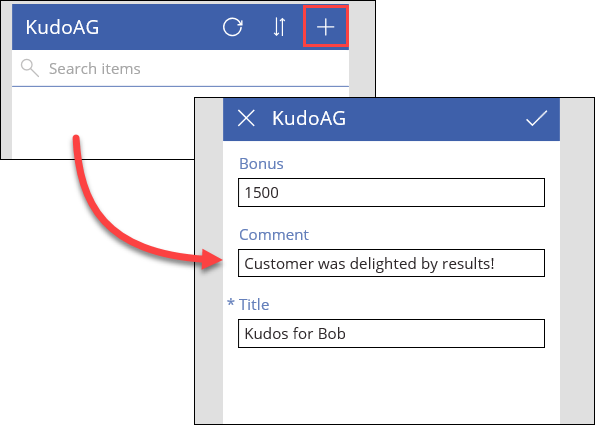 KudoAG
Search items
KudoAG
Bonus
1500
Comment
Customer was delighted by results!
* Title
Kudos for Bob